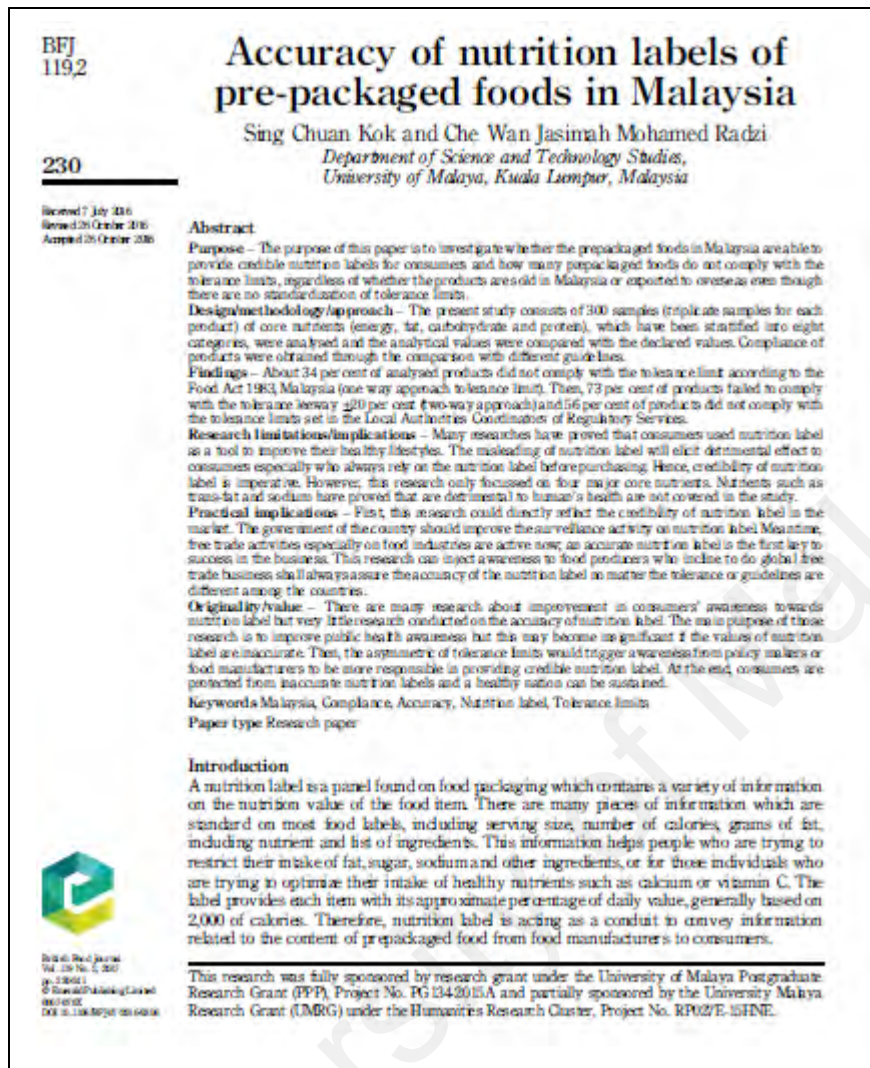 BFJ
119,2
Accuracy of nutrition labels of
pre-packaged foods in Malaysia
Sing Chuan Kok and Che Wan Jasimah Mohamed Radzi
Department of Science and Technology Studies,
University of Malaya, Kuala Lumpur, Malaysia
230
Received 7 July 2016
Revised 26 October 2016
Accepted 26 October 2016
Abstract
Purpose – The purpose of this paper is to investigate whether the prepackaged foods in Malaysia are able to
provide credible nutrition labels for consumers and how many prepackaged foods do not comply with the
tolerance limits, regardless of whether the products are sold in Malaysia or exported to overseas even though
there are no standardization of tolerance limits.
Design/methodology/approach – The present study consists of 300 samples (triplicate samples for each
product) of core nutrients (energy, fat, carbohydrate and protein), which have been stratified into eight
categories, were analysed and the analytical values were compared with the declared values. Compliance of
products were obtained through the comparison with different guidelines.
Findings – About 34 per cent of analysed products did not comply with the tolerance limit according to the
Food Act 1983, Malaysia (one way approach tolerance limit). Then, 73 per cent of products failed to comply
with the tolerance leeway ±20 per cent (two-way approach) and 56 per cent of products did not comply with
the tolerance limits set in the Local Authorities Coordinators of Regulatory Services.
Research limitations/implications – Many researches have proved that consumers used nutrition label
as a tool to improve their healthy lifestyles. The misleading of nutrition label will elicit detrimental effect to
consumers especially who always rely on the nutrition label before purchasing. Hence, credibility of nutrition
label is imperative. However, this research only focussed on four major core nutrients. Nutrients such as
trans-fat and sodium have proved that are detrimental to human's health are not covered in the study.
Practical implications – First, this research could directly reflect the credibility of nutrition label in the
market. The government of the country should improve the surveillance activity on nutrition label. Meantime,
free trade activities especially on food industries are active now; an accurate nutrition label is the first key to
success in the business. This research can inject awareness to food producers who incline to do global free
trade business shall always assure the accuracy of the nutrition label no matter the tolerance or guidelines are
different among the countries.
Originality/value – There are many research about improvement in consumers' awareness towards
nutrition label but very little research conducted on the accuracy of nutrition label. The main purpose of those
research is to improve public health awareness but this may become insignificant if the values of nutrition
label are inaccurate. Then, the asymmetric of tolerance limits would trigger awareness from policy makers or
food manufacturers to be more responsible in providing credible nutrition label. At the end, consumers are
protected from inaccurate nutrition labels and a healthy nation can be sustained.
Keywords Malaysia, Compliance, Accuracy, Nutrition label, Tolerance limits
Paper type Research paper
Introduction
A nutrition label is a panel found on food packaging which contains a variety of information
on the nutrition value of the food item. There are many pieces of information which are
standard on most food labels, including serving size, number of calories, grams of fat,
including nutrient and list of ingredients. This information helps people who are trying to
restrict their intake of fat, sugar, sodium and other ingredients, or for those individuals who
are trying to optimize their intake of healthy nutrients such as calcium or vitamin C. The
label provides each item with its approximate percentage of daily value, generally based on
2,000 of calories. Therefore, nutrition label is acting as a conduit to convey information
related to the content of prepackaged food from food manufacturers to consumers.
British Food Journal
© Emerald Publishing Limited
This research was fully sponsored by research grant under the University of Malaya Postgraduate
Research Grant (PPP), Project No. PG134-2015A and partially sponsored by the University Malaya
Research Grant (UMRG) under the Humanities Research Cluster, Project No. RP027E-15HNE.